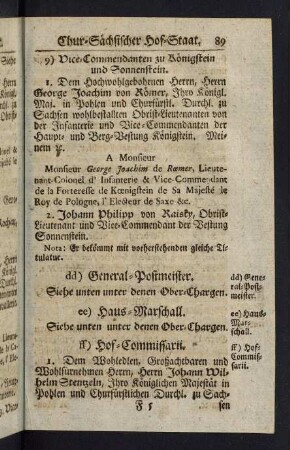 Chur-Sächsischer Hof-Staat. 89
9) Vice-Commendanten zu Königstein
und Sonnenstein.
1. Dem Hochwohlgebohrnen Herrn, Herrn
George Joachim von Römer, Ihro Königl.
Maj. in Pohlen und Churfürstl. Durchl. zu
Sachsen wohlbestallten Obrist-Lieutenanten von
der Infanterie und Vice-Commendanten der
Haupt- und Berg-Vestung Königstein, Mei-
nem ꝛc.
A Monsieur
Monsieur George Joachim de Rœmer, Lieute-
nant-Colonel d' Infanterie & Vice-Commendant
de la Forteresse de Kœnigstein de Sa Majesté le
Roy de Pologne, l' Electeur de Saxe &c.
2. Johann Philipp von Raisky, Obrist-
Lieutenant und Vice-Commendant der Vestung
Sonnenstein.
Nota: Er bekömmt mit vorherstehenden gleiche Ti-
tulatur.
dd) General-Postmeister.
Siehe unten unter denen Ober-Chargen.
dd) Gene-
ral-Post-
meister.
ee) Haus-Marschall.
Siehe unten unter denen Ober-Chargen.
ee) Haus-
Mar-
schall.
ff) Hof-Commissarii.
1. Dem Wohledlen, Großachtbaren und
Wohlfürnehmen Herrn, Herrn Johann Wil-
helm Stentzeln, Ihro Königlichen Majestät in
Pohlen und Churfürstlichen Durchl. zu Sach-
ff) Hof-
Commis-
sarii.
F 5 sen